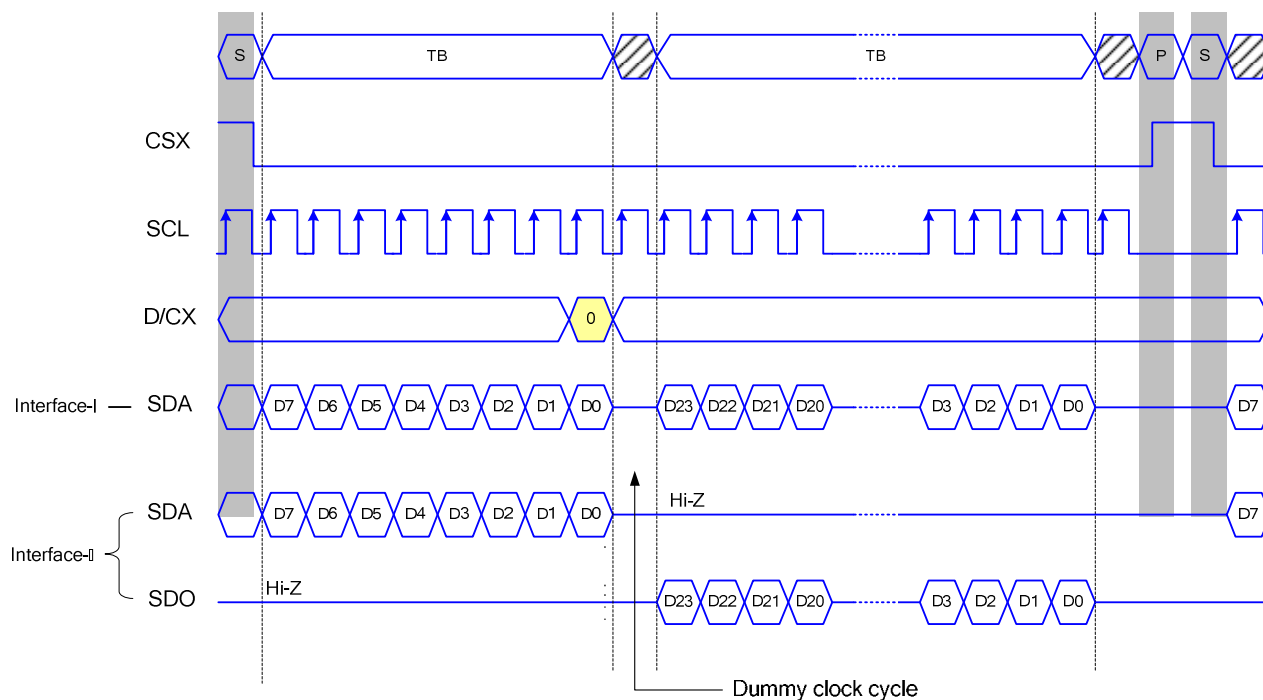 S TB TB P S
CSX
SCL
D/CX 0
Interface-I SDA D7 D6 D5 D4 D3 D2 D1 D0 D23 D22 D21 D20 D3 D2 D1 D0 D7
SDA D7 D6 D5 D4 D3 D2 D1 D0 Hi-Z D7
Interface-
SDO Hi-Z D23 D22 D21 D20 D3 D2 D1 D0
Dummy clock cycle